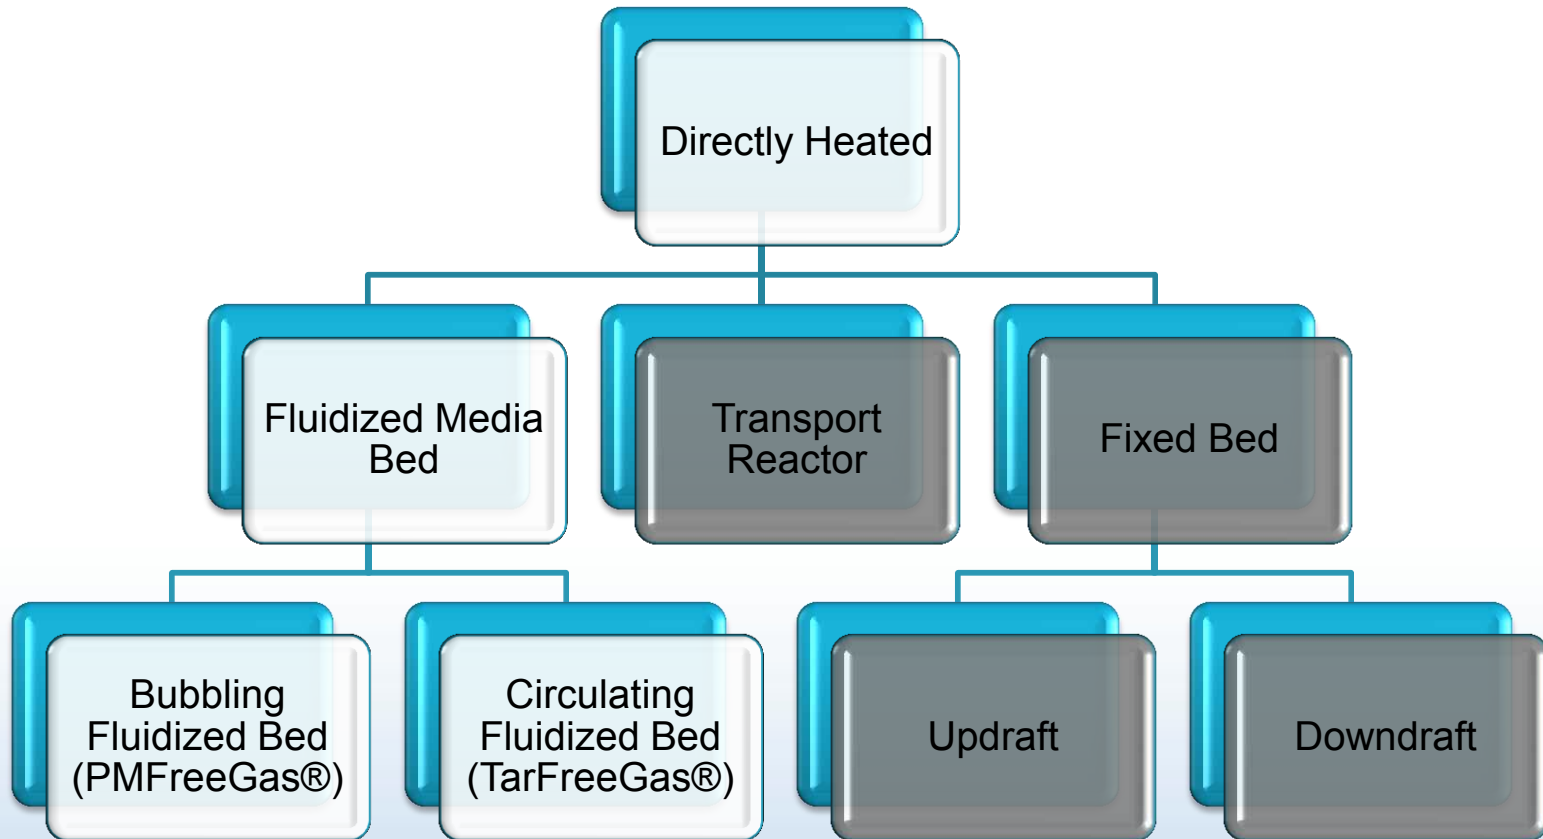 Directly Heated
Fluidized Media
Bed
Transport
Reactor
Fixed Bed
Bubbling
Fluidized Bed
(PMFreeGas®)
Circulating
Fluidized Bed
(TarFreeGas®)
Updraft
Downdraft